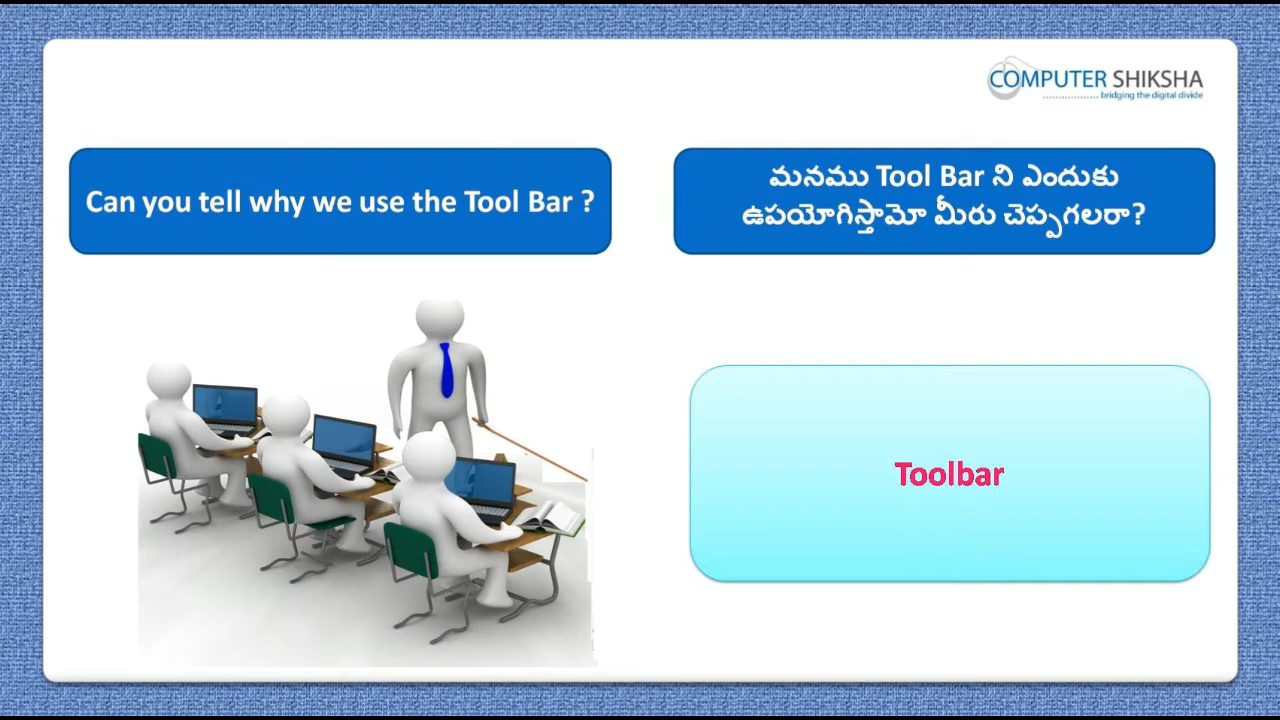 COMPUTER SHIKSHA
.................. bridging the digital divide
Can you tell why we use the Tool Bar ?
మనము Tool Bar ని ఎందుకు
ఉపయోగిస్తామో మీరు చెప్పగలరా?
Toolbar